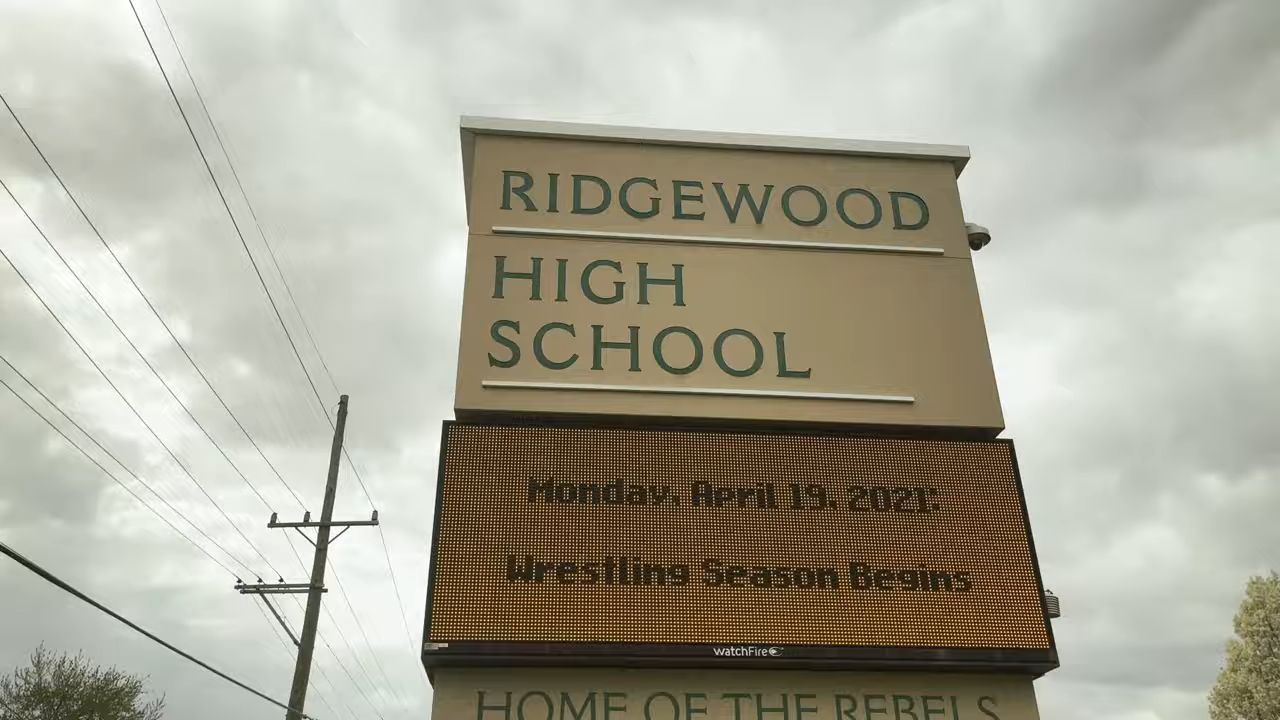 RIDGEWOOD
HIGH
SCHOOL
Monday, April 19, 2021:
Wrestling Season Begins
watchFire
HOME OF THE REBELS